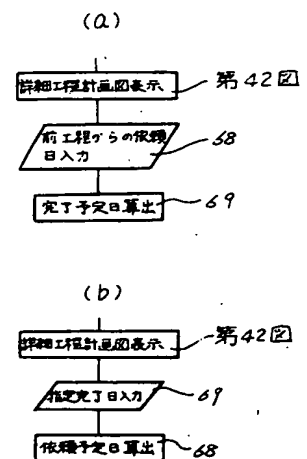 (a)
詳細工程計画図表示
第42図
前工程からの依頼
日入力
68
完了予定日算出
69
(b)
詳細工程計画図表示
第42図
指定完了日入力
69
依頼予定日算出
68